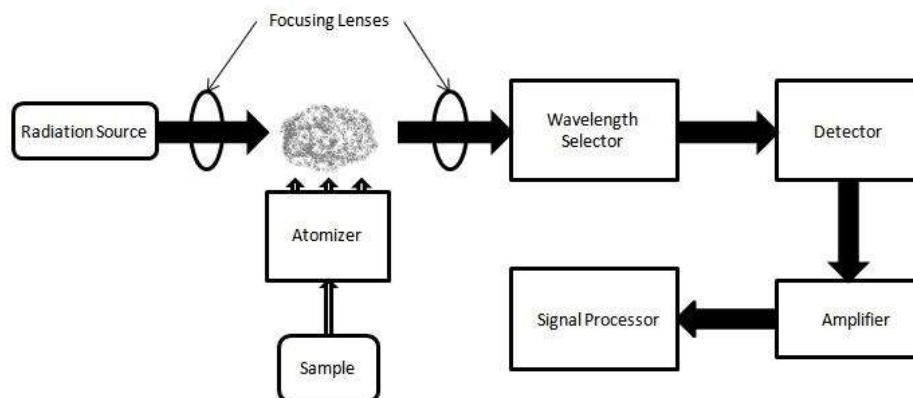 Focusing Lenses
Radiation Source
Wavelength
Selector
Detector
Atomizer
Signal Processor
Amplifier
Sample